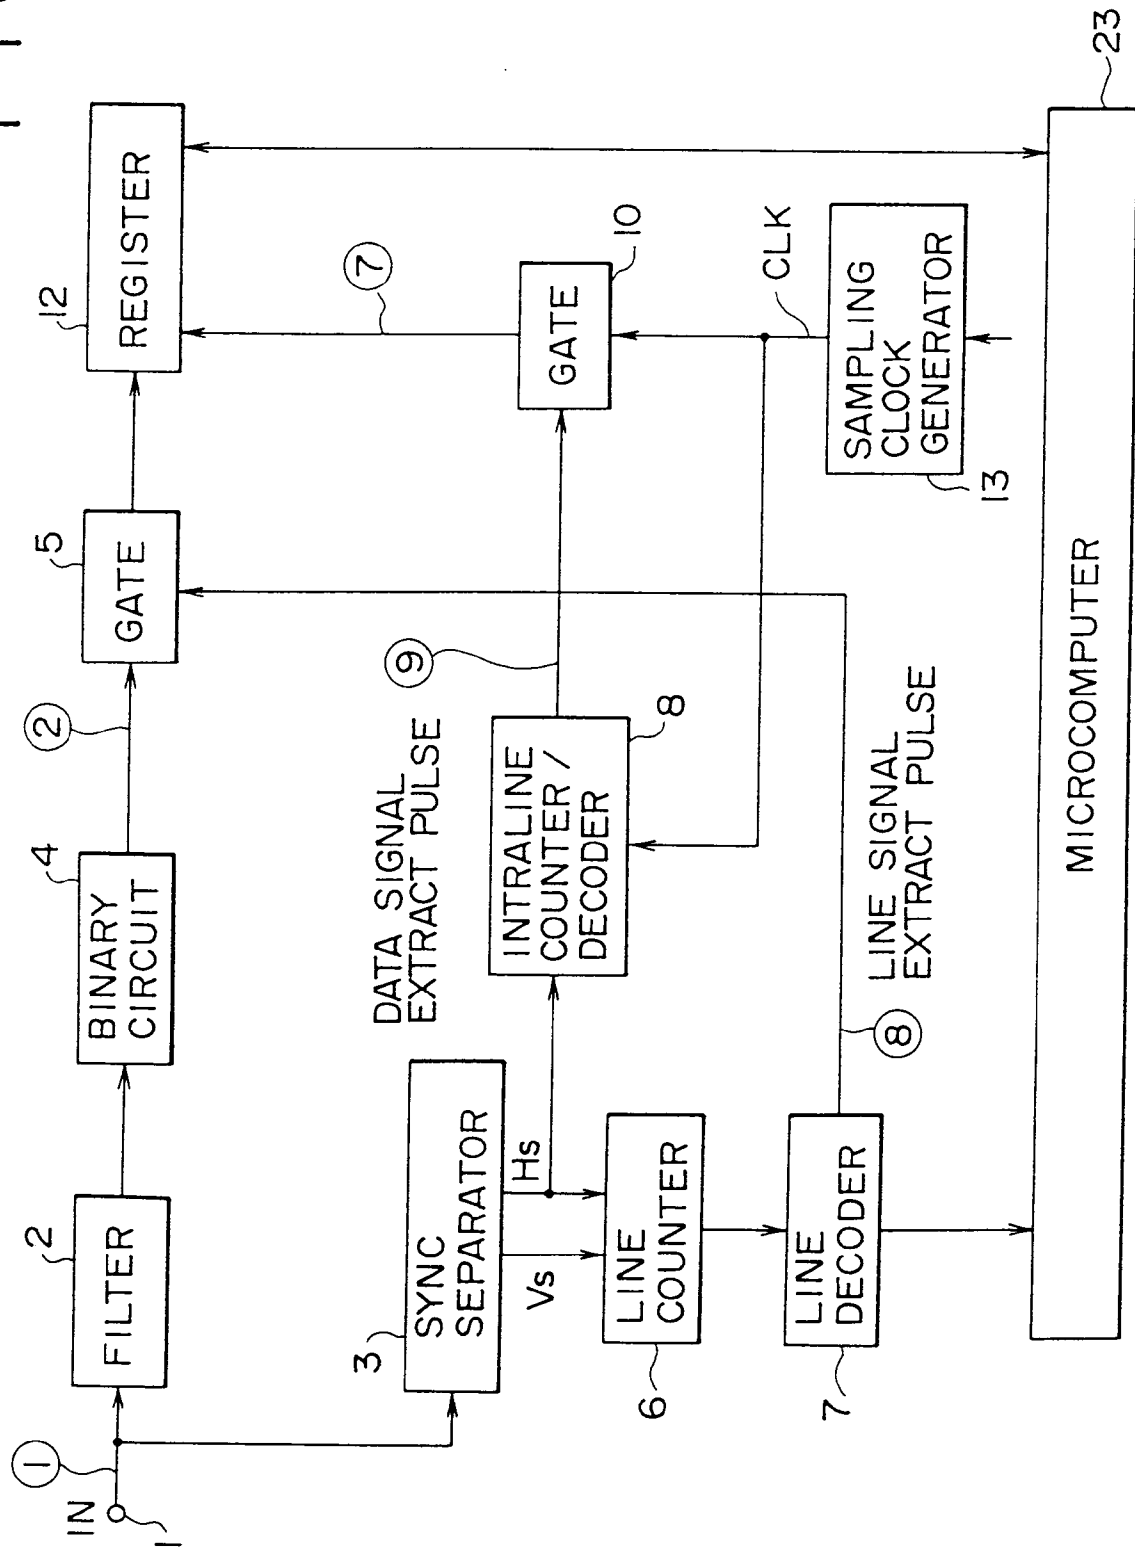 IN
1
①
FILTER
2
BINARY
CIRCUIT
4
②
GATE
5
REGISTER
12
SYNC
SEPARATOR
3
Vs
Hs
DATA SIGNAL
EXTRACT PULSE
⑨
INTRALINE
COUNTER /
DECODER
8
GATE
10
⑦
LINE
COUNTER
6
LINE
DECODER
7
⑧
LINE SIGNAL
EXTRACT PULSE
CLK
SAMPLING
CLOCK
GENERATOR
13
MICROCOMPUTER
23